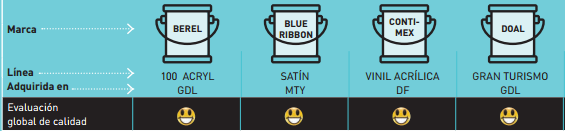 Marca
BEREL
BLUE
RIBBON
CONTI-
MEX
DOAL
Línea
100 ACRYL
SATÍN
VINIL ACRÍLICA
GRAN TURISMO
Adquirida en
GDL
MTY
DF
GDL
Evaluación
global de calidad